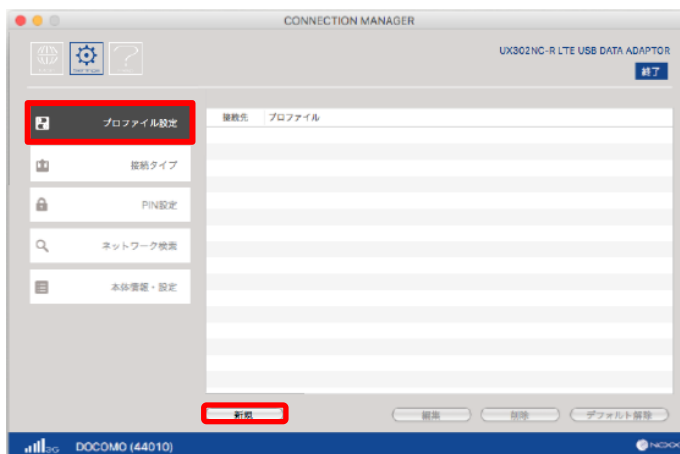 CONNECTION MANAGER
UX302NC-R LTE USB DATA ADAPTOR
終了
プロファイル設定
接続先 プロファイル
接続タイプ
PIN設定
ネットワーク検索
本体情報・設定
新規 編集 削除 デフォルト解除
3G DOCOMO (44010)